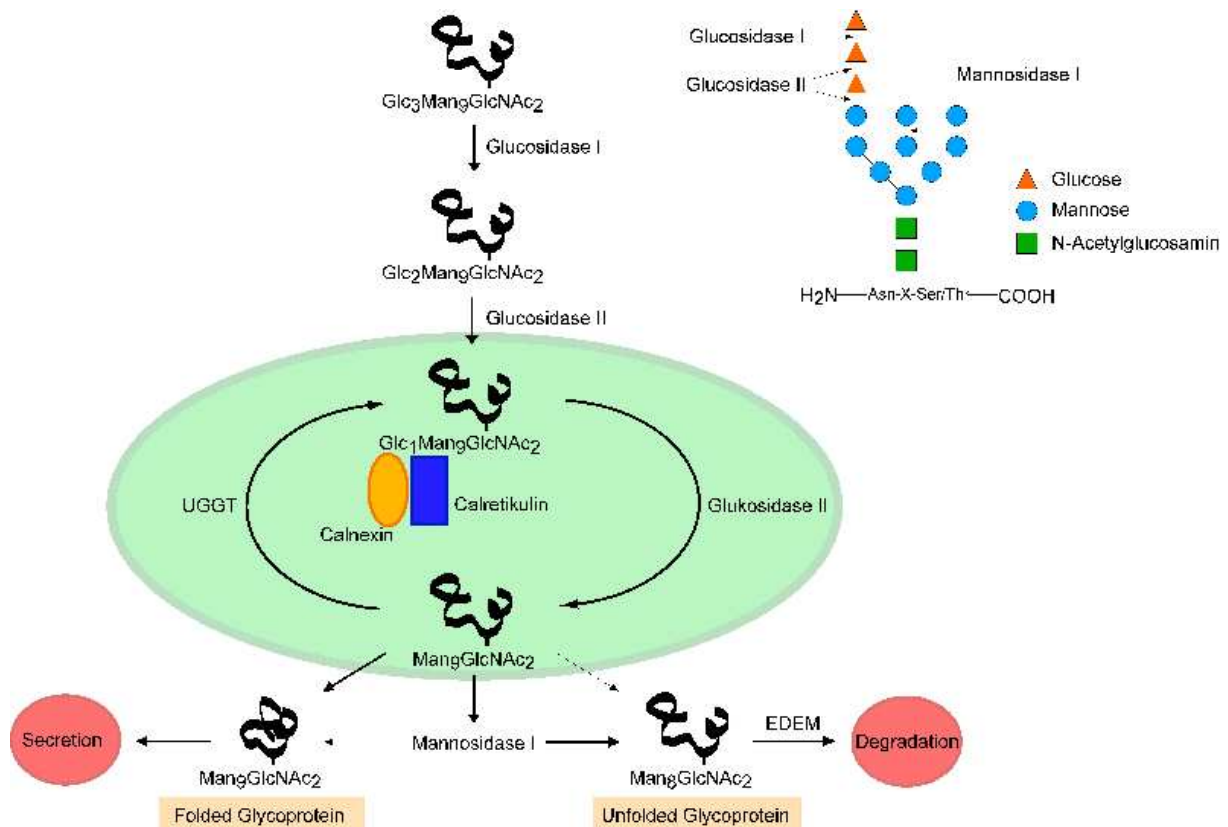 Glc₃Man₉GlcNAc₂
Glucosidase I
Glc₂Man₉GlcNAc₂
Glucosidase II
Glc₁Man₉GlcNAc₂
UGGT
Calretikulin
Calnexin
Glukosidase II
Man₉GlcNAc₂
Secretion
Mannosidase I
EDEM
Degradation
Man₉GlcNAc₂
Man₈GlcNAc₂
Folded Glycoprotein
Unfolded Glycoprotein
Glucosidase I
Glucosidase II
Mannosidase I
Glucose
Mannose
N-Acetylglucosamin
H₂N—Asn-X-Ser/Th—COOH